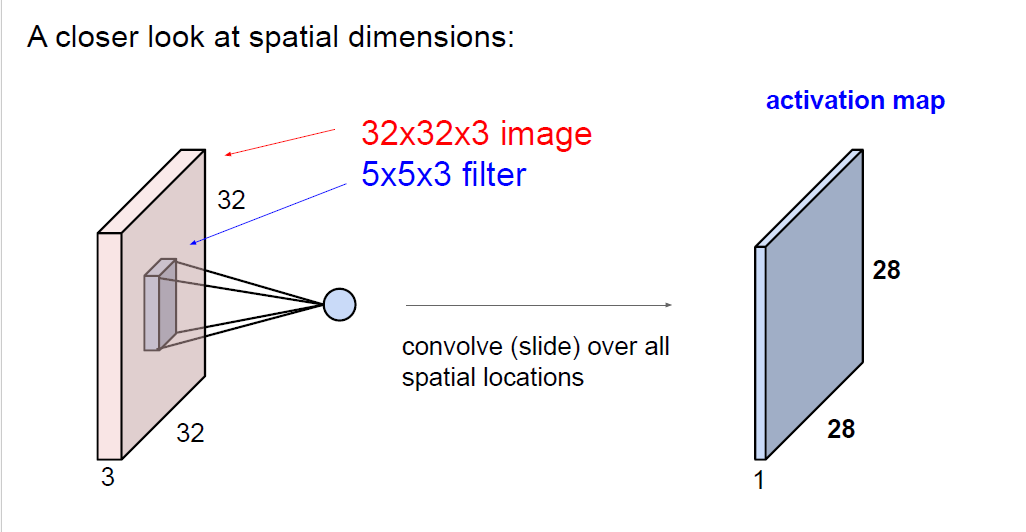 A closer look at spatial dimensions:
activation map
32x32x3 image
5x5x3 filter
32
28
convolve (slide) over all
spatial locations
32
28
3
1